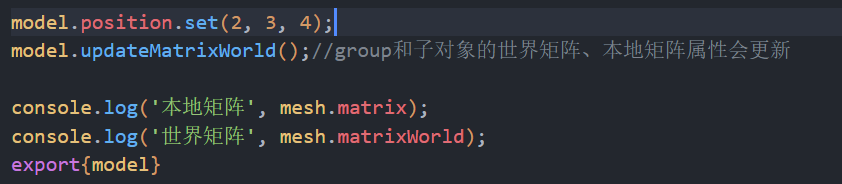 model.position.set(2, 3, 4);
model.updateMatrixWorld();//group和子对象的世界矩阵、本地矩阵属性会更新
console.log('本地矩阵', mesh.matrix);
console.log('世界矩阵', mesh.matrixWorld);
export{model}